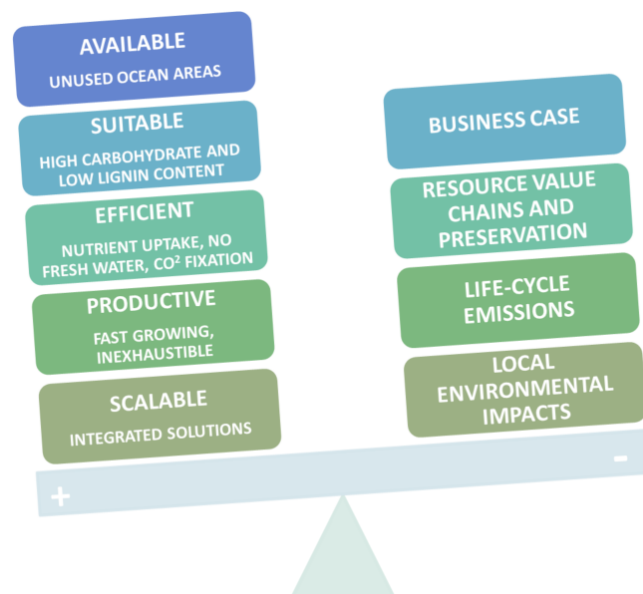 AVAILABLE
UNUSED OCEAN AREAS
SUITABLE
HIGH CARBOHYDRATE AND
LOW LIGNIN CONTENT
EFFICIENT
NUTRIENT UPTAKE, NO
FRESH WATER, CO² FIXATION
PRODUCTIVE
FAST GROWING,
INEXHAUSTIBLE
SCALABLE
INTEGRATED SOLUTIONS
+
BUSINESS CASE
RESOURCE VALUE
CHAINS AND
PRESERVATION
LIFE-CYCLE
EMISSIONS
LOCAL
ENVIRONMENTAL
IMPACTS
-